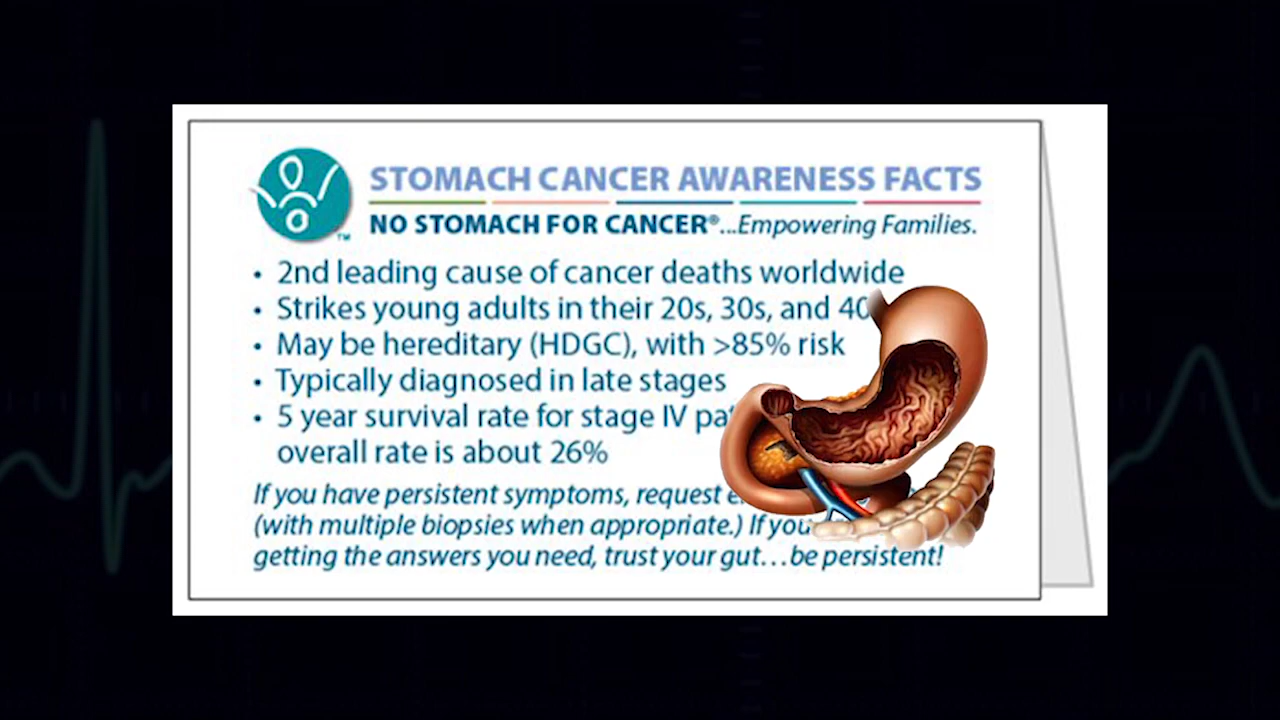 STOMACH CANCER AWARENESS FACTS
NO STOMACH FOR CANCER®...Empowering Families.
TM
• 2nd leading cause of cancer deaths worldwide
• Strikes young adults in their 20s, 30s, and 40
• May be hereditary (HDGC), with >85% risk
• Typically diagnosed in late stages
• 5 year survival rate for stage IV
overall rate is about 26%
If you have persistent symptoms, request
(with multiple biopsies when appropriate.) If you
getting the answers you need, trust your gut...be persistent!